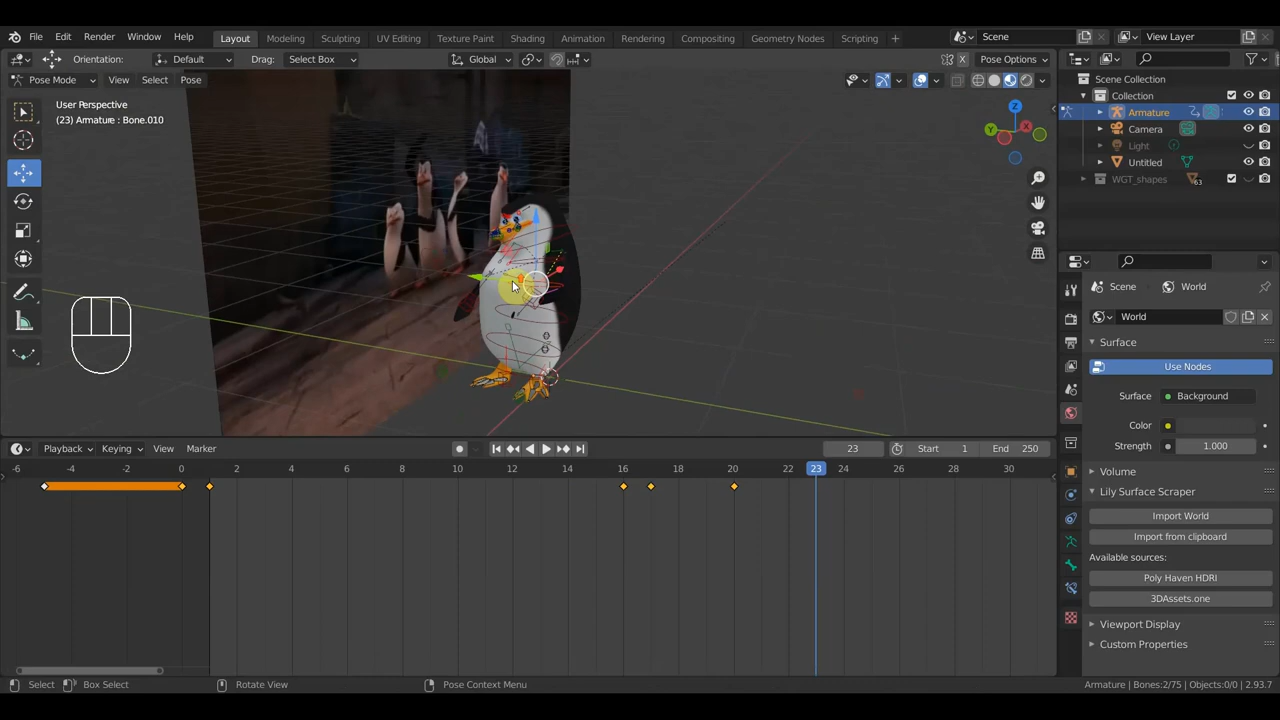 File Edit Render Window Help Layout Modeling Sculpting UV Editing Texture Paint Shading Animation Rendering Compositing Geometry Nodes Scripting + Scene View Layer
Orientation: Default Drag: Select Box Global X Pose Options
Pose Mode View Select Pose
User Perspective
(23) Armature : Bone.010
Z
Y
X
Scene Collection
Collection
Armature
Camera
Light
Untitled
WGT_shapes 63
Scene World
World
Surface
Use Nodes
Surface Background
Color
Strength 1.000
Volume
Lily Surface Scraper
Import World
Import from clipboard
Available sources:
Poly Haven HDRI
3DAssets.one
Viewport Display
Custom Properties
Playback Keying View Marker 23 Start 1 End 250
-6 -4 -2 0 2 4 6 8 10 12 14 16 18 20 22 23 24 26 28 30
Select Box Select Rotate View Pose Context Menu Armature | Bones:2/75 | Objects:0/0 | 2.93.7